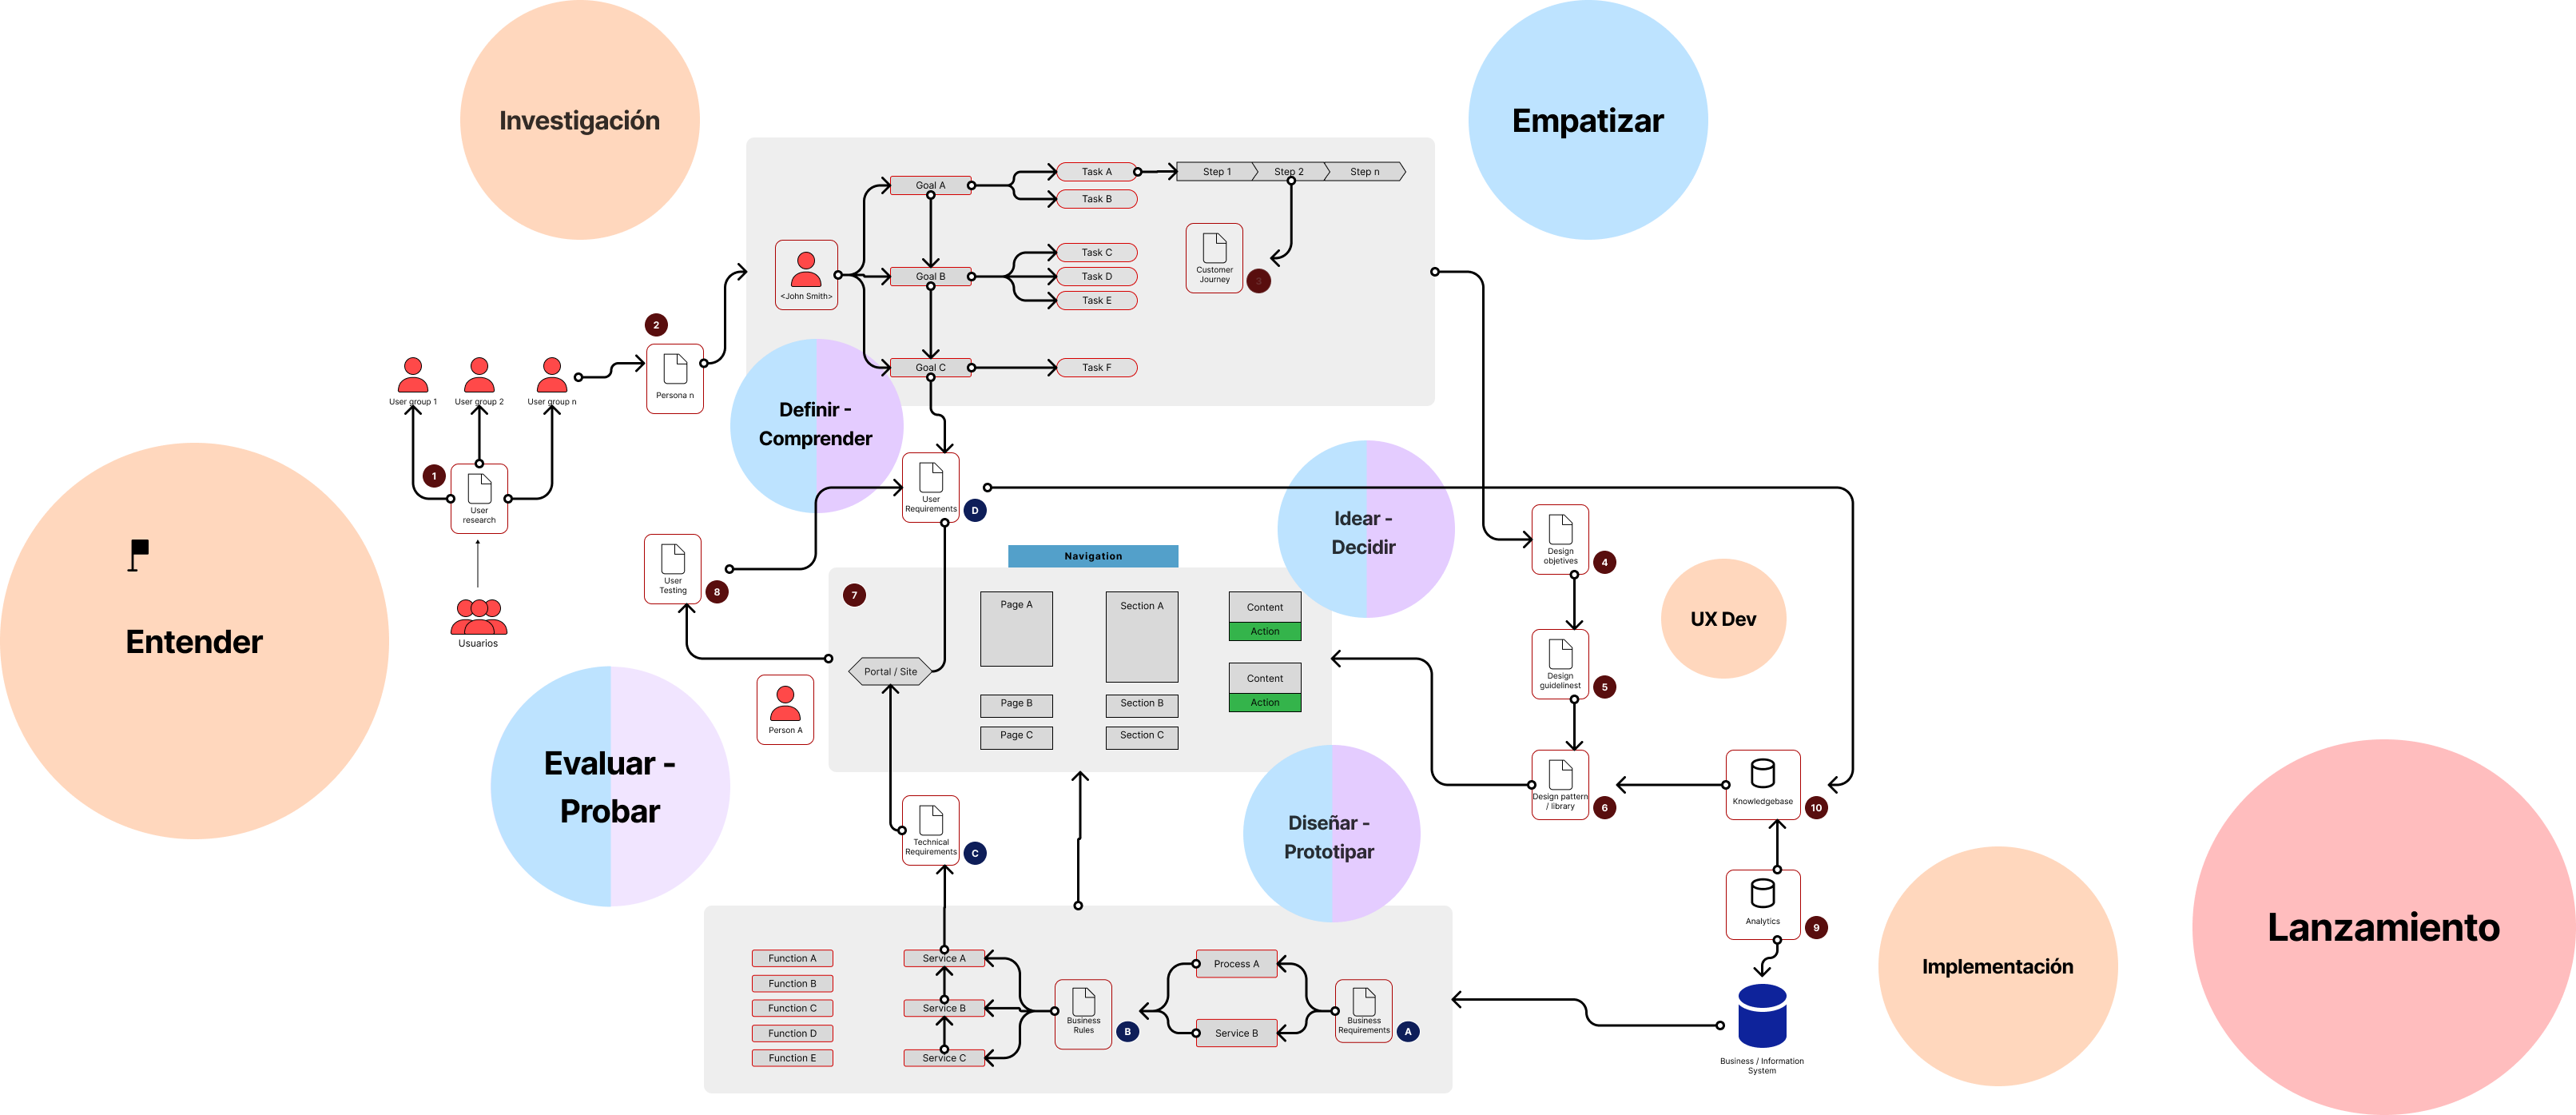 Investigación
Empatizar
Goal A
Task A
Step 1
Step 2
Step n
Task B
Customer
Journey
3
<John Smith>
Goal B
Task C
Task D
Task E
Goal C
Task F
2
Persona n
User group 1
User group 2
User group n
Definir -
Comprender
1
User
research
User
Requirements
D
Idear -
Decidir
Design
objetives
4
Entender
Usuarios
User
Testing
8
Navigation
7
Page A
Section A
Content
Action
Portal / Site
Content
Action
Page B
Section B
Page C
Section C
Person A
UX Dev
Design
guidelinest
5
Evaluar -
Probar
Design pattern
/ library
6
Knowledgebase
10
Technical
Requirements
C
Diseñar -
Prototipar
Analytics
9
Implementación
Lanzamiento
Function A
Function B
Function C
Function D
Function E
Service A
Service B
Service C
Business
Rules
B
Process A
Service B
Business
Requirements
A
Business / Information
System